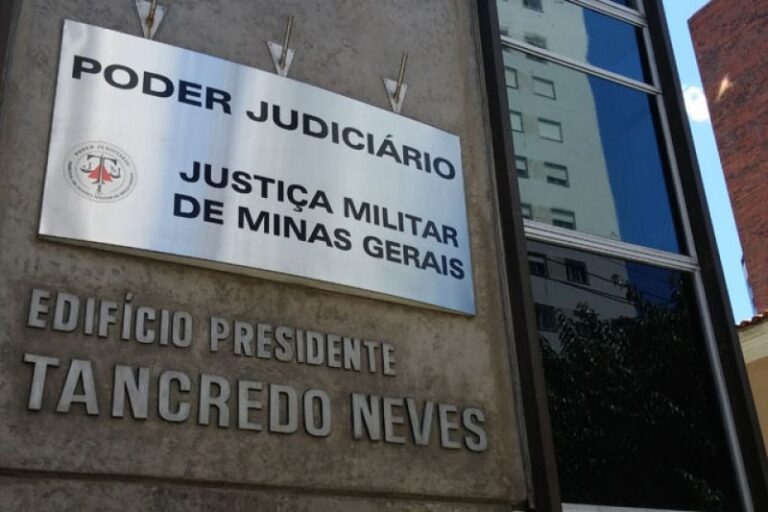 PODER JUDICIÁRIO
JUSTIÇA MILITAR
DE MINAS GERAIS
EDIFÍCIO PRESIDENTE
TANCREDO NEVES